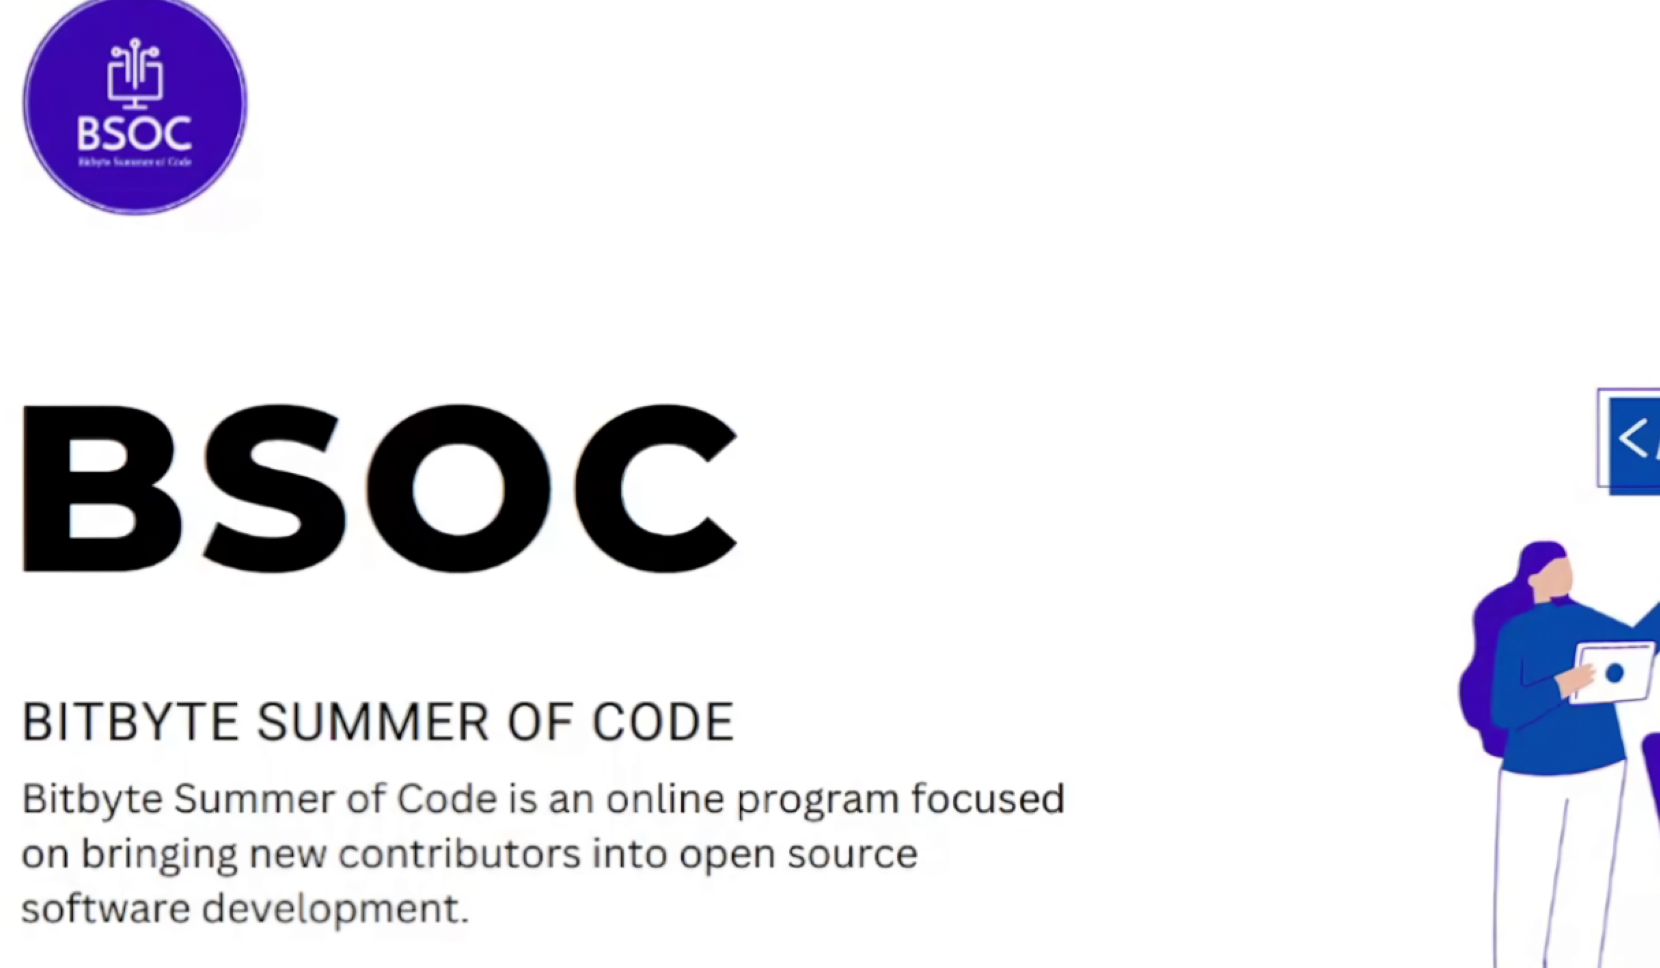 BSOC
Bitbyte Summer of Code
BSOC
BITBYTE SUMMER OF CODE
Bitbyte Summer of Code is an online program focused
on bringing new contributors into open source
software development.